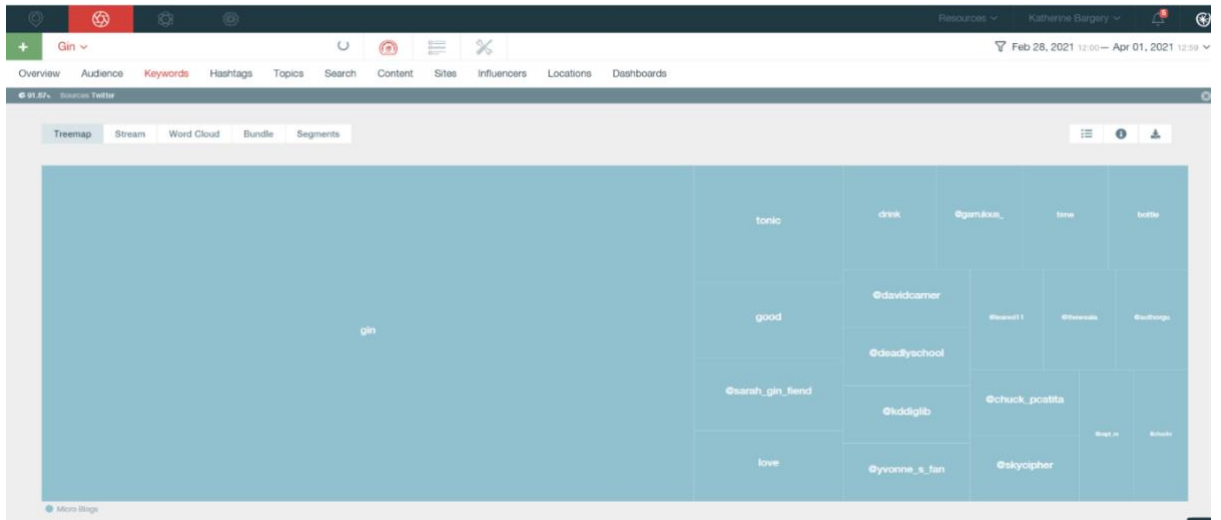 Resources Katherine Bargery 5
+ Gin Feb 28, 2021 12:00 — Apr 01, 2021 12:59
Overview Audience Keywords Hashtags Topics Search Content Sites Influencers Locations Dashboards
Sources Twitter
Treemap Stream Word Cloud Bundle Segments
gin
tonic
good
@sarah_gin_fiend
love
drink @garrulous_ time bottle
@davidcarner
@deadlyschool
@kddiglib
@yvonne_s_fan
@chuck_pcatita
@skycipher
Micro Blogs